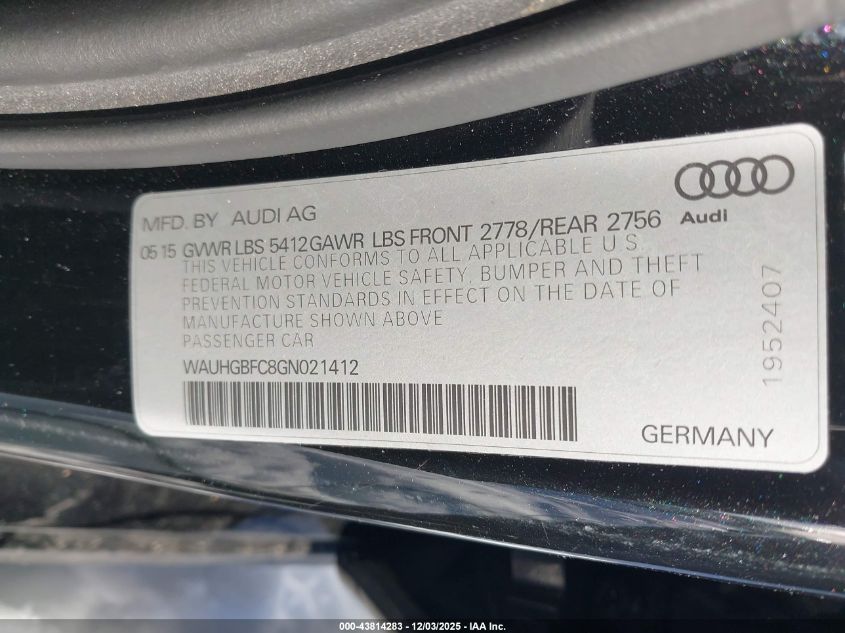 MFD. BY AUDI AG
Audi
05 15 GVWR LBS 5412 GAWR LBS FRONT 2778/REAR 2756
THIS VEHICLE CONFORMS TO ALL APPLICABLE U.S.
FEDERAL MOTOR VEHICLE SAFETY, BUMPER AND THEFT
PREVENTION STANDARDS IN EFFECT ON THE DATE OF
MANUFACTURE SHOWN ABOVE
PASSENGER CAR
WAUHGBFC8GN021412
1952407
GERMANY
000-43814283 - 12/03/2025 - IAA Inc.